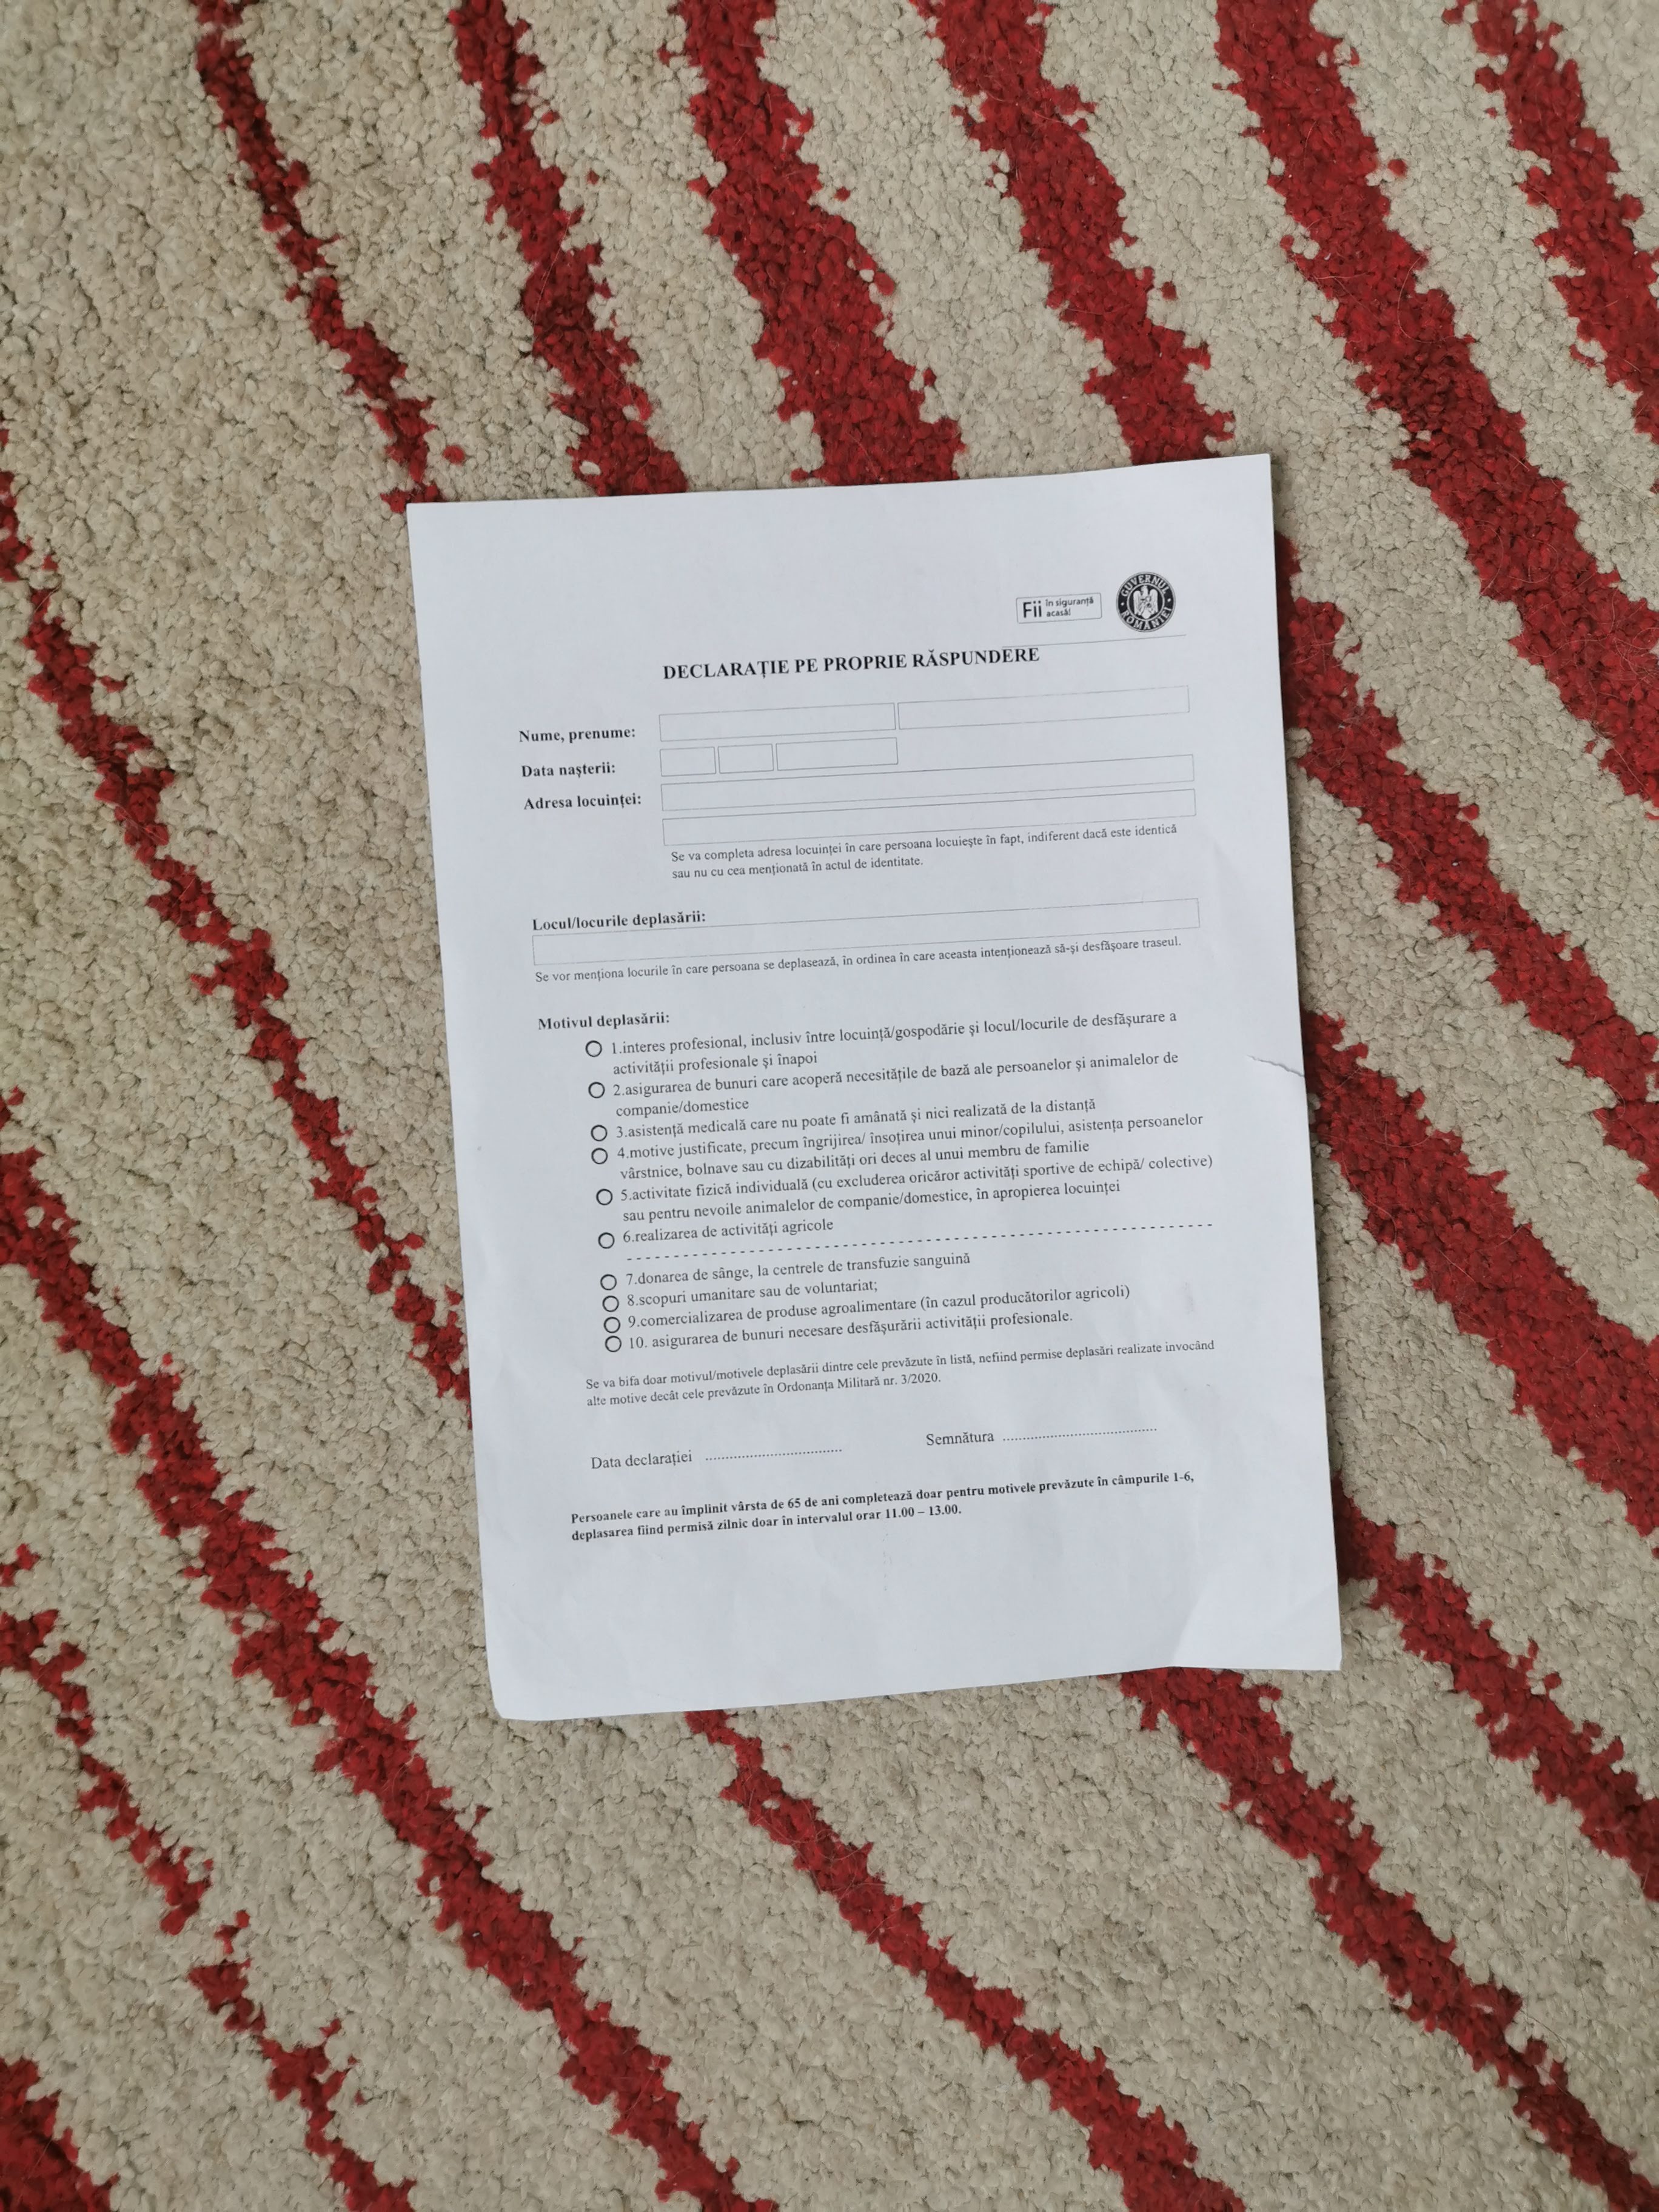 Fii în siguranță
acasă!
GUVERNUL ROMÂNIEI
DECLARAȚIE PE PROPRIE RĂSPUNDERE
Nume, prenume:
Data nașterii:
Adresa locuinței:
Se va completa adresa locuinței în care persoana locuiește în fapt, indiferent dacă este identică
sau nu cu cea menționată în actul de identitate.
Locul/locurile deplasării:
Se vor menționa locurile în care persoana se deplasează, în ordinea în care aceasta intenționează să-și desfășoare traseul.
Motivul deplasării:
1.interes profesional, inclusiv între locuință/gospodărie și locul/locurile de desfășurare a
activității profesionale și înapoi
2.asigurarea de bunuri care acoperă necesitățile de bază ale persoanelor și animalelor de
companie/domestice
3.asistență medicală care nu poate fi amânată și nici realizată de la distanță
4.motive justificate, precum îngrijirea/ însoțirea unui minor/copilului, asistența persoanelor
vârstnice, bolnave sau cu dizabilități ori deces al unui membru de familie
5.activitate fizică individuală (cu excluderea oricăror activități sportive de echipă/ colective)
sau pentru nevoile animalelor de companie/domestice, în apropierea locuinței
6.realizarea de activități agricole
7.donarea de sânge, la centrele de transfuzie sanguină
8.scopuri umanitare sau de voluntariat;
9.comercializarea de produse agroalimentare (în cazul producătorilor agricoli)
10. asigurarea de bunuri necesare desfășurării activității profesionale.
Se va bifa doar motivul/motivele deplasării dintre cele prevăzute în listă, nefiind permise deplasări realizate invocând
alte motive decât cele prevăzute în Ordonanța Militară nr. 3/2020.
Data declarației ..................................
Semnătura ......................................
Persoanele care au împlinit vârsta de 65 de ani completează doar pentru motivele prevăzute în câmpurile 1-6,
deplasarea fiind permisă zilnic doar în intervalul orar 11.00 – 13.00.